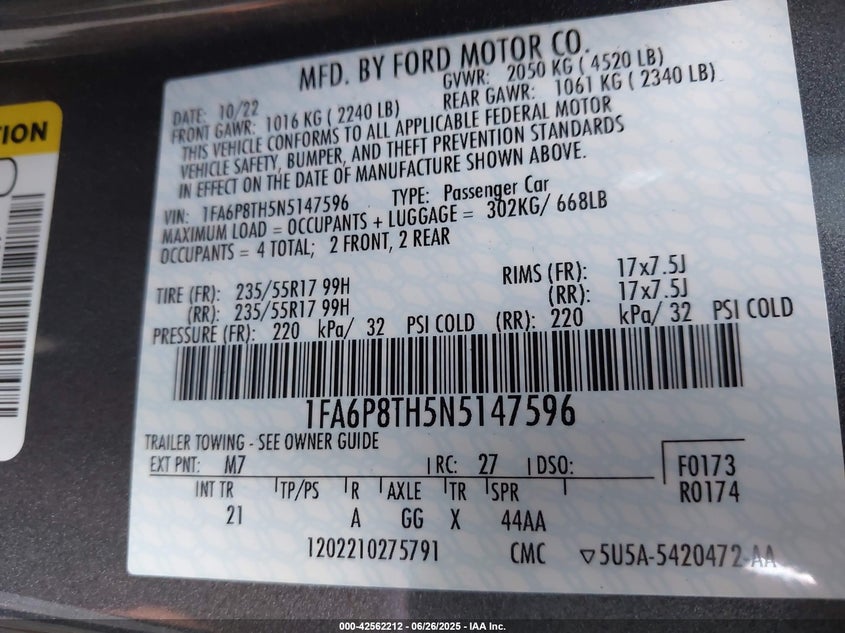 TION
MFD. BY FORD MOTOR CO.
DATE: 10/22 GVWR: 2050 KG ( 4520 LB)
FRONT GAWR: 1016 KG ( 2240 LB) REAR GAWR: 1061 KG ( 2340 LB)
THIS VEHICLE CONFORMS TO ALL APPLICABLE FEDERAL MOTOR
VEHICLE SAFETY, BUMPER, AND THEFT PREVENTION STANDARDS
IN EFFECT ON THE DATE OF MANUFACTURE SHOWN ABOVE.
VIN: 1FA6P8TH5N5147596 TYPE: Passenger Car
MAXIMUM LOAD = OCCUPANTS + LUGGAGE = 302KG/ 668LB
OCCUPANTS = 4 TOTAL; 2 FRONT, 2 REAR
TIRE (FR): 235/55R17 99H RIMS (FR): 17x7.5J
(RR): 235/55R17 99H (RR): 17x7.5J
PRESSURE (FR): 220 kPa/ 32 PSI COLD (RR): 220 kPa/ 32 PSI COLD
1FA6P8TH5N5147596
TRAILER TOWING - SEE OWNER GUIDE
EXT PNT: M7 RC: 27 DSO: F0173
INT TR TP/PS R AXLE TR SPR R0174
21 A GG X 44AA
1202210275791 CMC ▽5U5A-5420472-AA
000-42562212 - 06/26/2025 - IAA Inc.